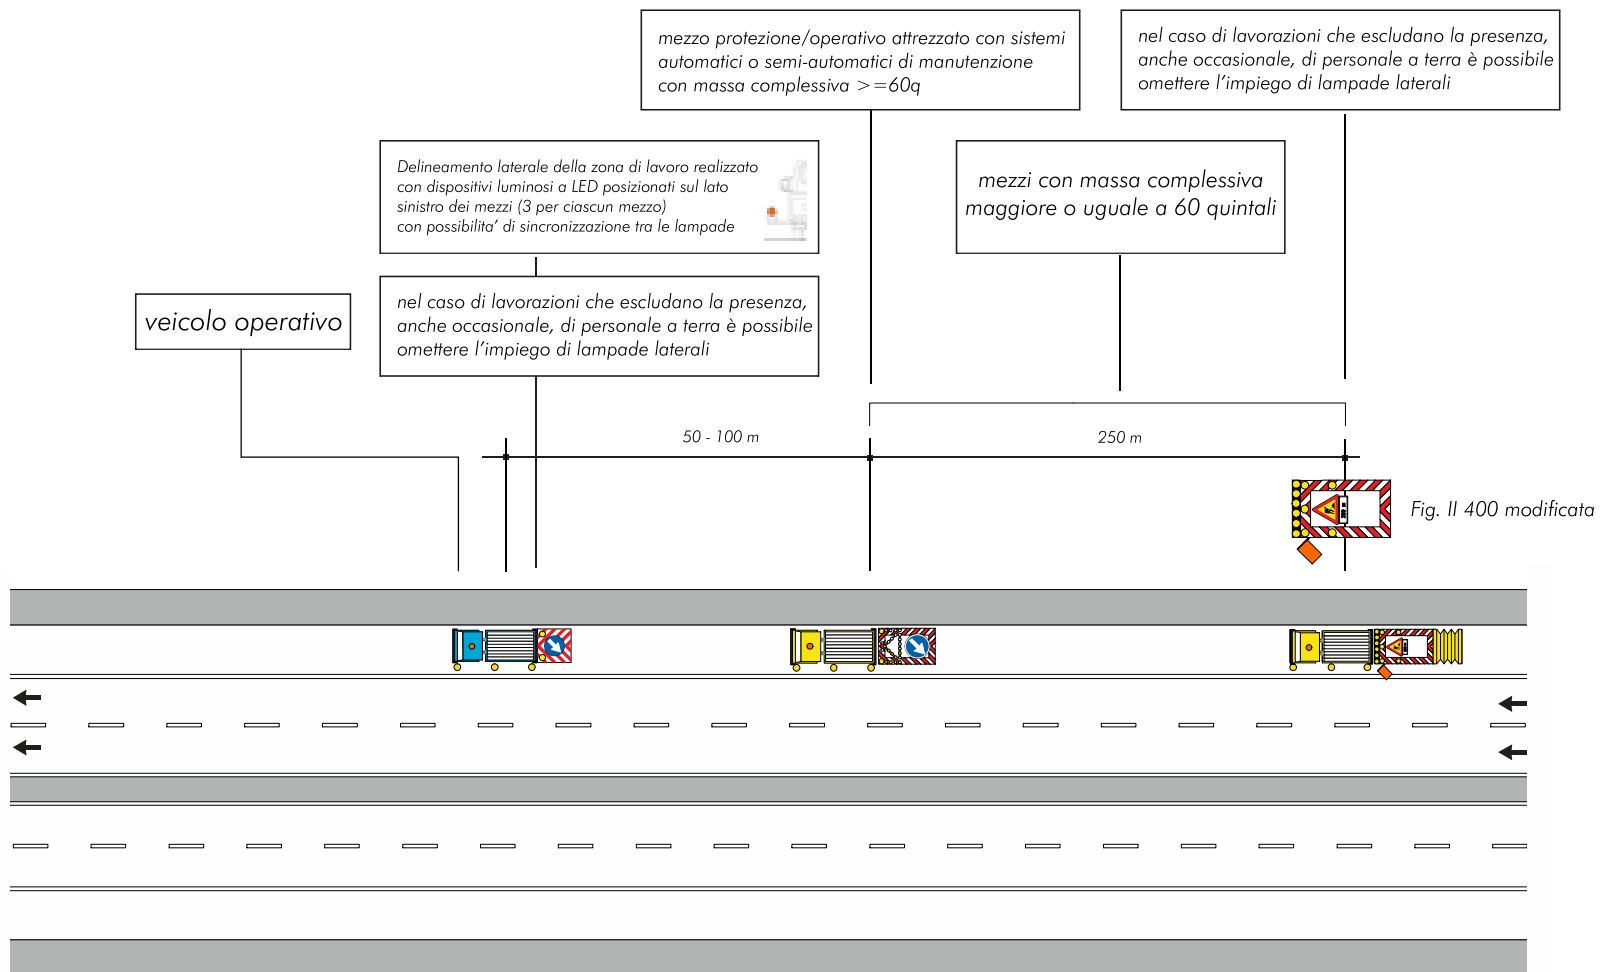 mezzo protezione/operativo attrezzato con sistemi
automatici o semi-automatici di manutenzione
con massa complessiva >=60q
nel caso di lavorazioni che escludano la presenza,
anche occasionale, di personale a terra è possibile
omettere l'impiego di lampade laterali
Delineamento laterale della zona di lavoro realizzato
con dispositivi luminosi a LED posizionati sul lato
sinistro dei mezzi (3 per ciascun mezzo)
con possibilita' di sincronizzazione tra le lampade
mezzi con massa complessiva
maggiore o uguale a 60 quintali
nel caso di lavorazioni che escludano la presenza,
anche occasionale, di personale a terra è possibile
omettere l'impiego di lampade laterali
veicolo operativo
50 - 100 m
250 m
Fig. II 400 modificata